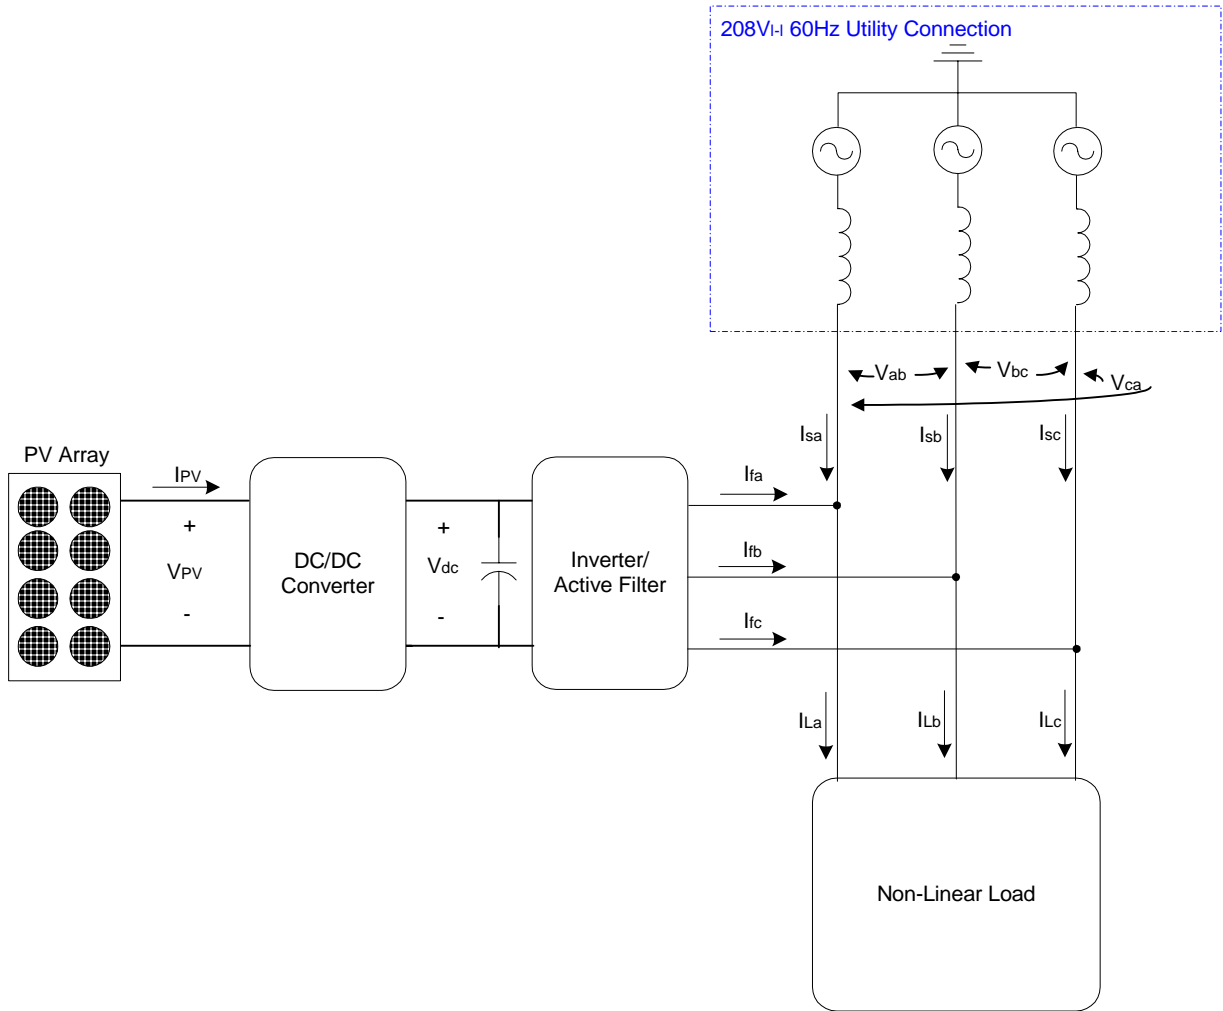 208Vl-l 60Hz Utility Connection
Vab
Vbc
Vca
Isa
Isb
Isc
PV Array
IPV
+
VPV
-
DC/DC
Converter
+
Vdc
-
Inverter/
Active Filter
Ifa
Ifb
Ifc
ILa
ILb
ILc
Non-Linear Load